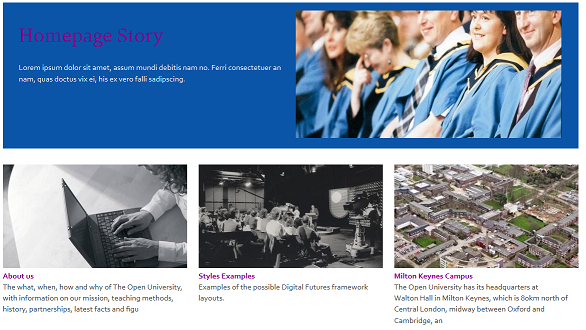 Homepage Story
Lorem ipsum dolor sit amet, assum mundi debitis nam no. Ferri consectetuer an
nam, quas doctus vix ei, his ex vero falli sadipscing.
About us
The what, when, how and why of The Open University,
with information on our mission, teaching methods,
history, partnerships, latest facts and figu
Styles Examples
Examples of the possible Digital Futures framework
layouts.
Milton Keynes Campus
The Open University has its headquarters at
Walton Hall in Milton Keynes, which is 80km north of
Central London, midway between Oxford and
Cambridge, an